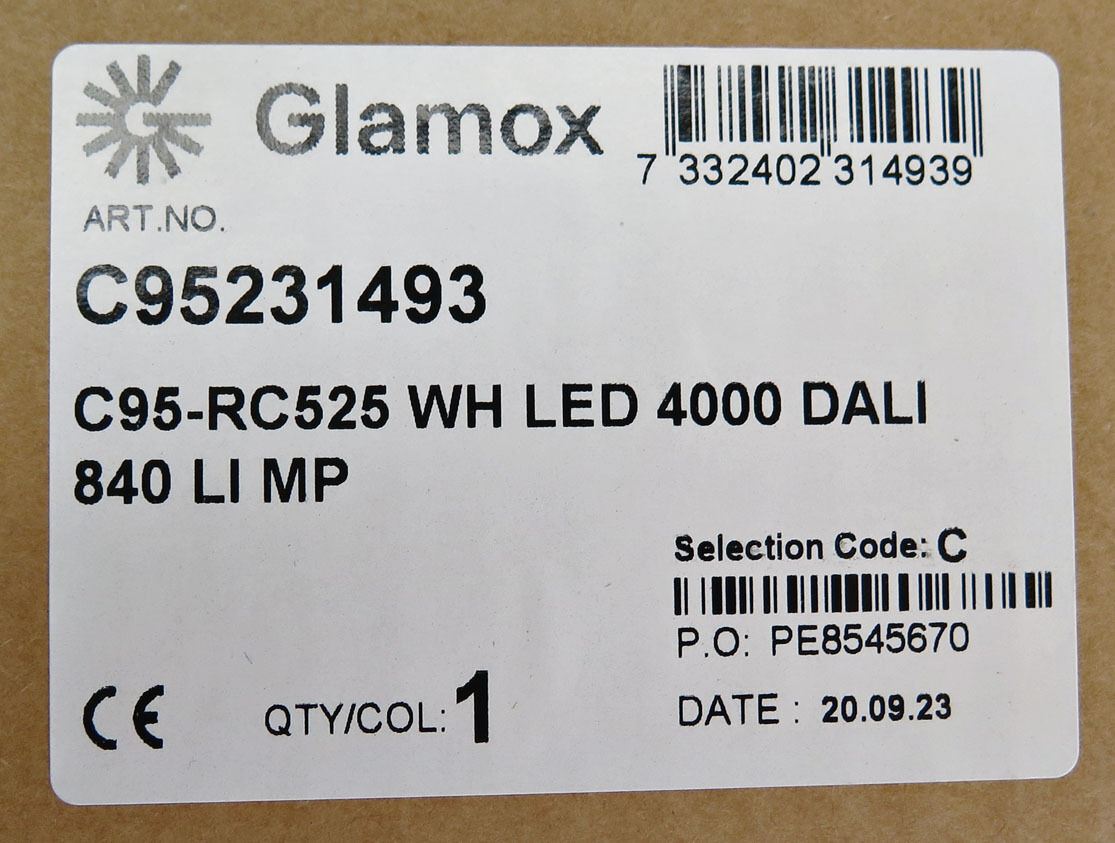 Glamox
7 332402 314939
ART.NO.
C95231493
C95-RC525 WH LED 4000 DALI
840 LI MP
Selection Code: C
P.O: PE8545670
CE QTY/COL: 1
DATE : 20.09.23